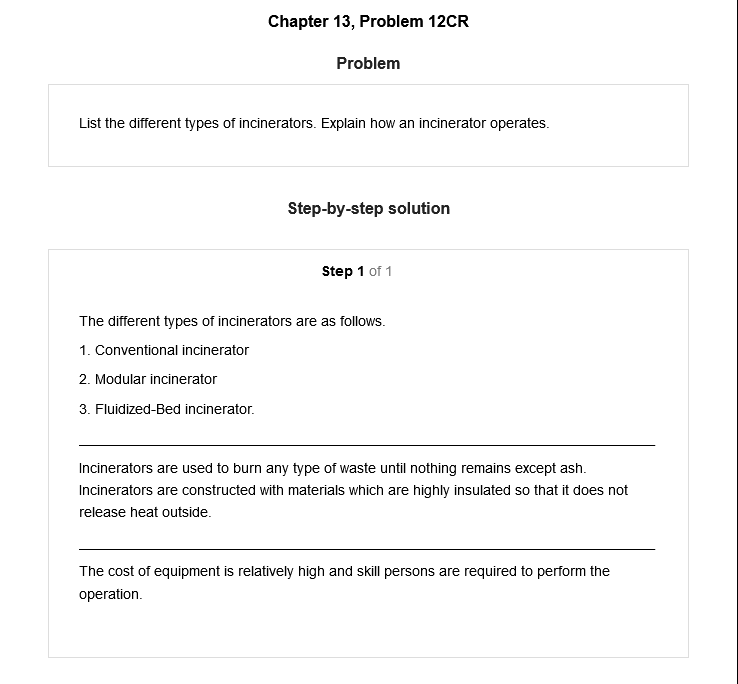 Chapter 13, Problem 12CR
Problem
List the different types of incinerators. Explain how an incinerator operates.
Step-by-step solution
Step 1 of 1
The different types of incinerators are as follows.
1. Conventional incinerator
2. Modular incinerator
3. Fluidized-Bed incinerator.
Incinerators are used to burn any type of waste until nothing remains except ash.
Incinerators are constructed with materials which are highly insulated so that it does not
release heat outside.
The cost of equipment is relatively high and skill persons are required to perform the
operation.